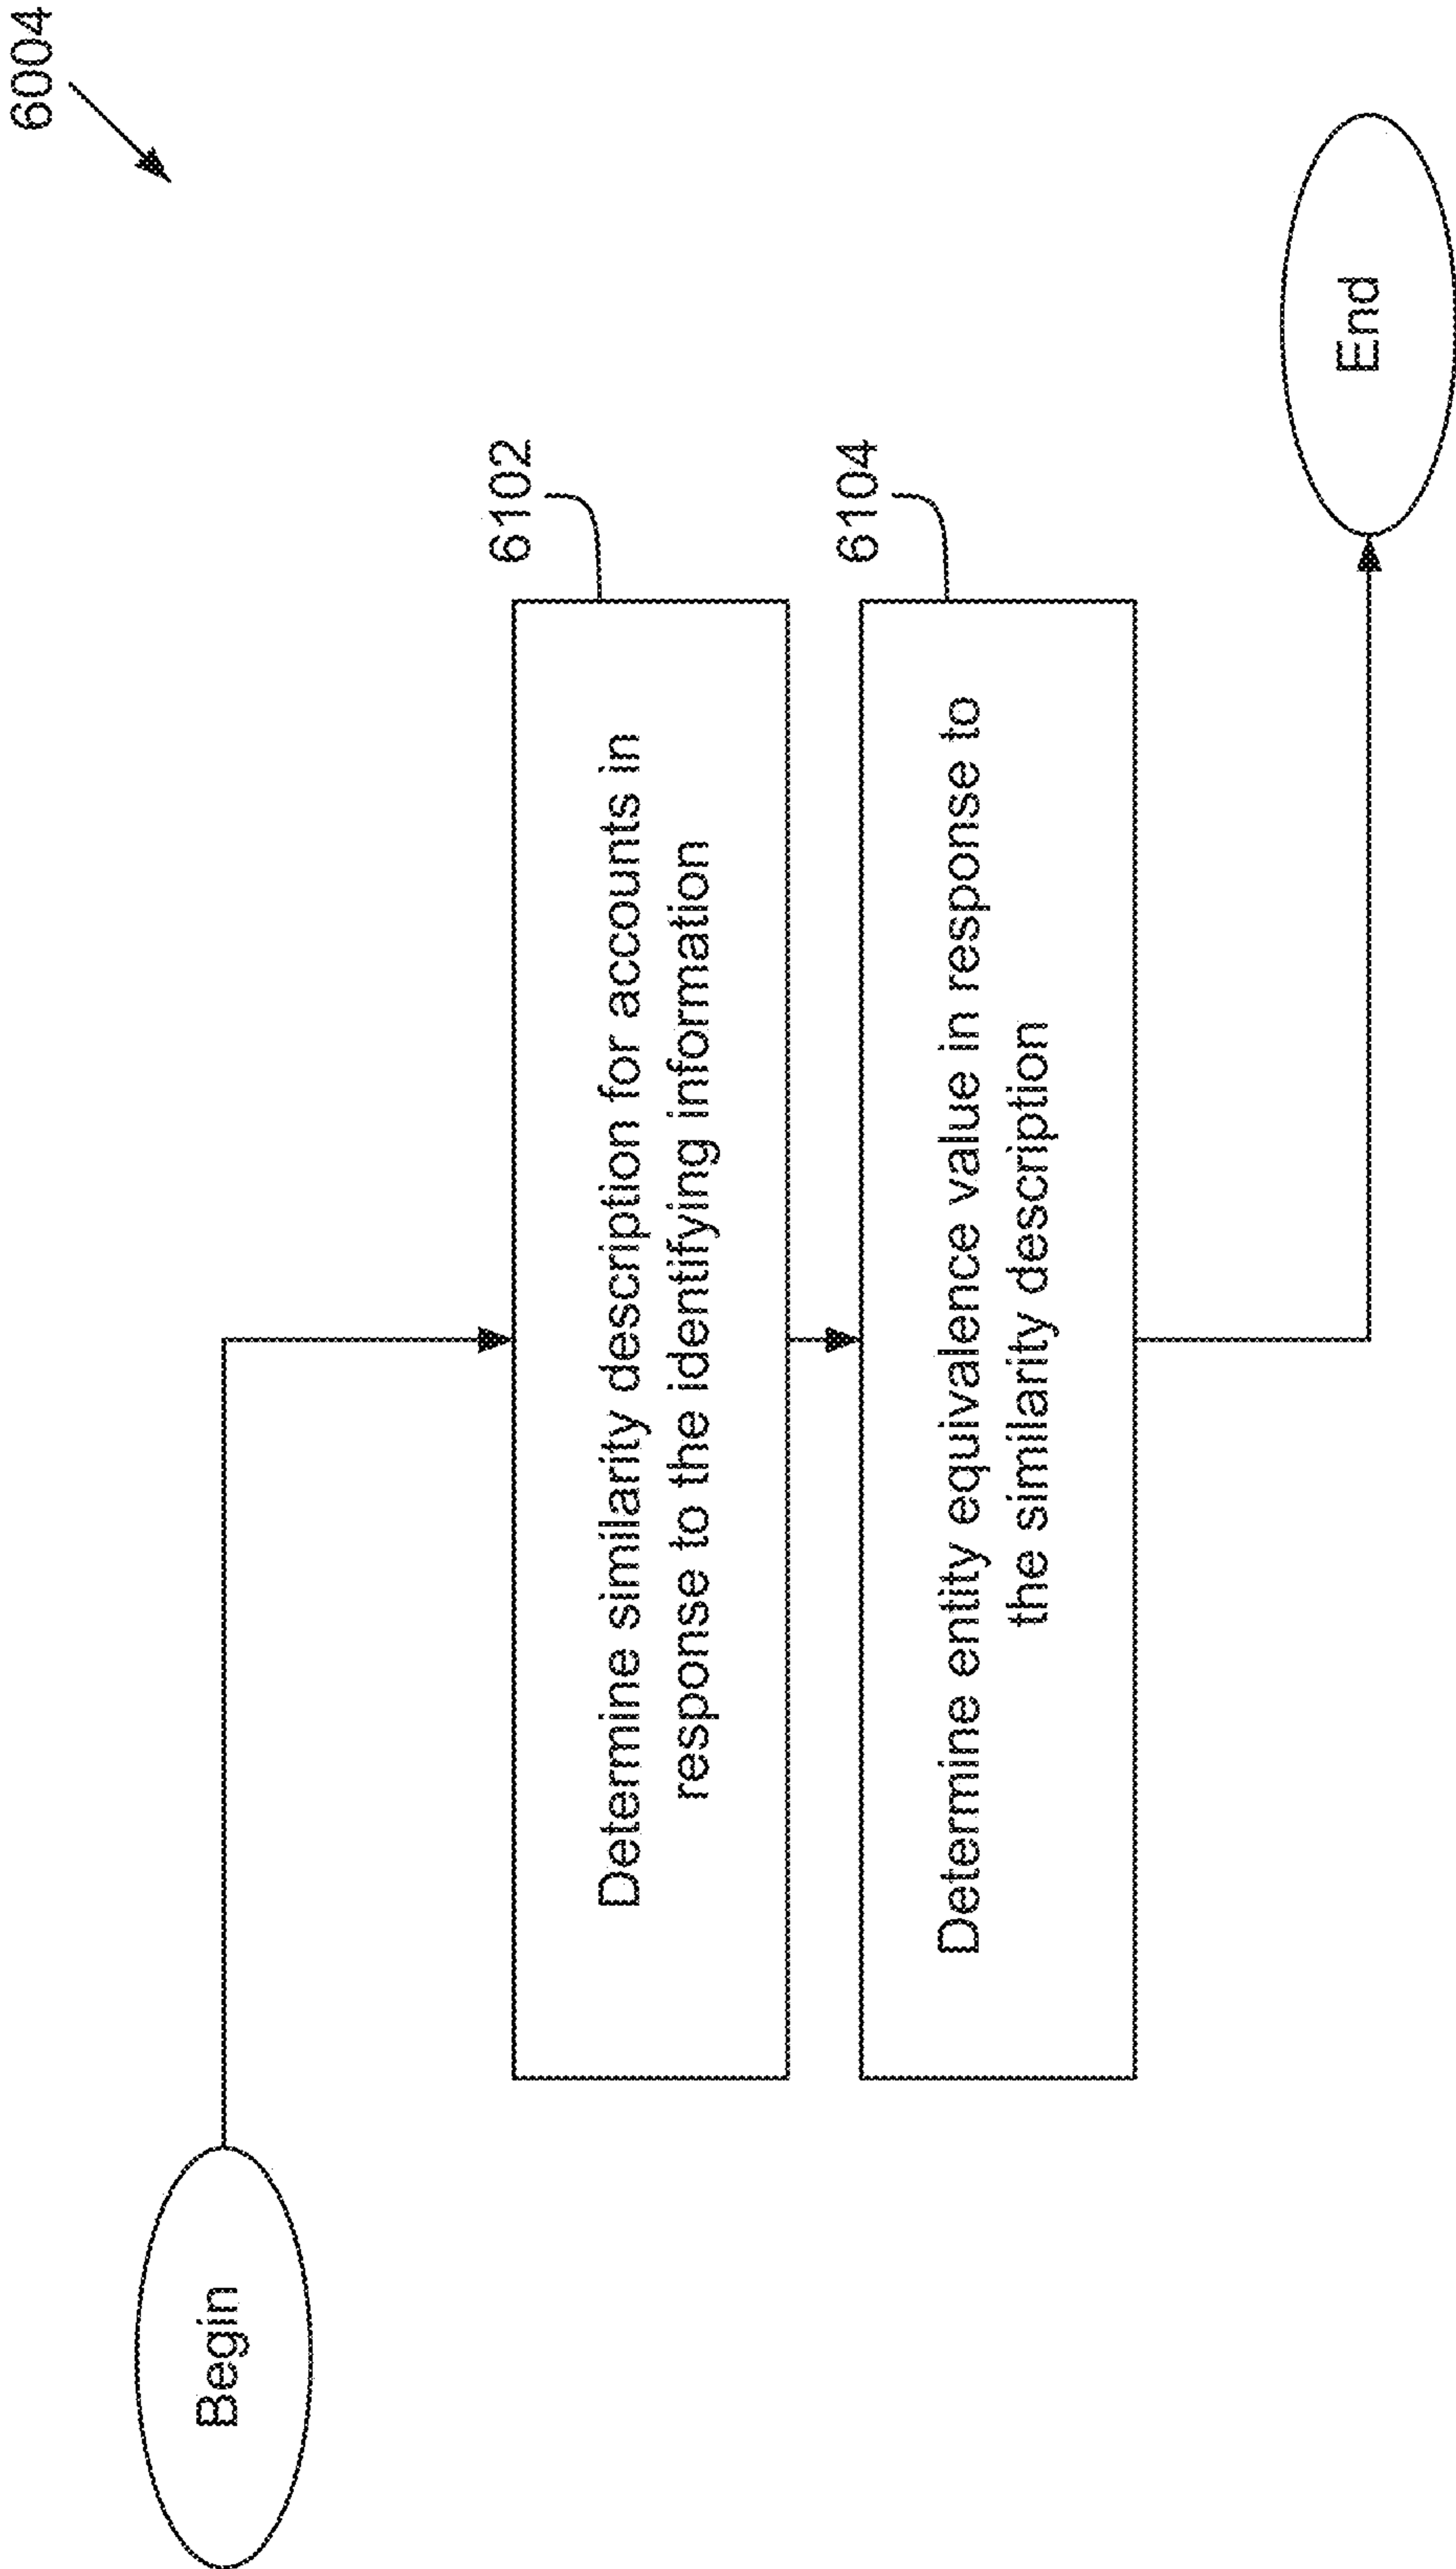 6004
Begin
6102
Determine similarity description for accounts in
response to the identifying information
6104
Determine entity equivalence value in response to
the similarity description
End